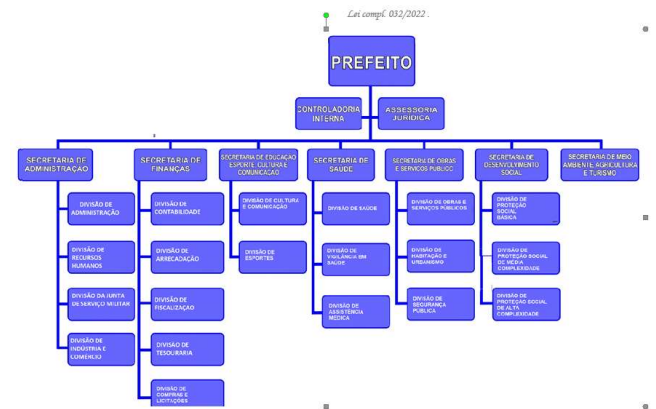 Lei compl. 032/2022 .
PREFEITO
CONTROLADORIA
INTERNA
ASSESSORIA
JURÍDICA
SECRETARIA DE
ADMINISTRAÇÃO
SECRETARIA DE
FINANÇAS
SECRETARIA DE EDUCAÇÃO
ESPORTE, CULTURA E
COMUNICAÇÃO
SECRETARIA DE
SAÚDE
SECRETARIA DE OBRAS
E SERVIÇOS PÚBLICO
SECRETARIA DE
DESENVOLVIMENTO
SOCIAL
SECRETARIA DE MEIO
AMBIENTE, AGRICULTURA
E TURISMO
DIVISÃO DE
ADMINISTRAÇÃO
DIVISÃO DE
RECURSOS
HUMANOS
DIVISÃO DA JUNTA
DE SERVIÇO MILITAR
DIVISÃO DE
INDÚSTRIA E
COMÉRCIO
DIVISÃO DE
CONTABILIDADE
DIVISÃO DE
ARRECADAÇÃO
DIVISÃO DE
FISCALIZAÇÃO
DIVISÃO DE
TESOURARIA
DIVISÃO DE
COMPRAS E
LICITAÇÕES
DIVISÃO DE CULTURA
E COMUNICAÇÃO
DIVISÃO DE
ESPORTES
DIVISÃO DE SAÚDE
DIVISÃO DE
VIGILÂNCIA EM
SAÚDE
DIVISÃO DE
ASSISTÊNCIA
MÉDICA
DIVISÃO DE OBRAS E
SERVIÇOS PÚBLICOS
DIVISÃO DE
HABITAÇÃO E
URBANISMO
DIVISÃO DE
SEGURANÇA
PÚBLICA
DIVISÃO DE
PROTEÇÃO
SOCIAL
BÁSICA
DIVISÃO DE
PROTEÇÃO SOCIAL
DE MÉDIA
COMPLEXIDADE
DIVISÃO DE
PROTEÇÃO SOCIAL
DE ALTA
COMPLEXIDADE